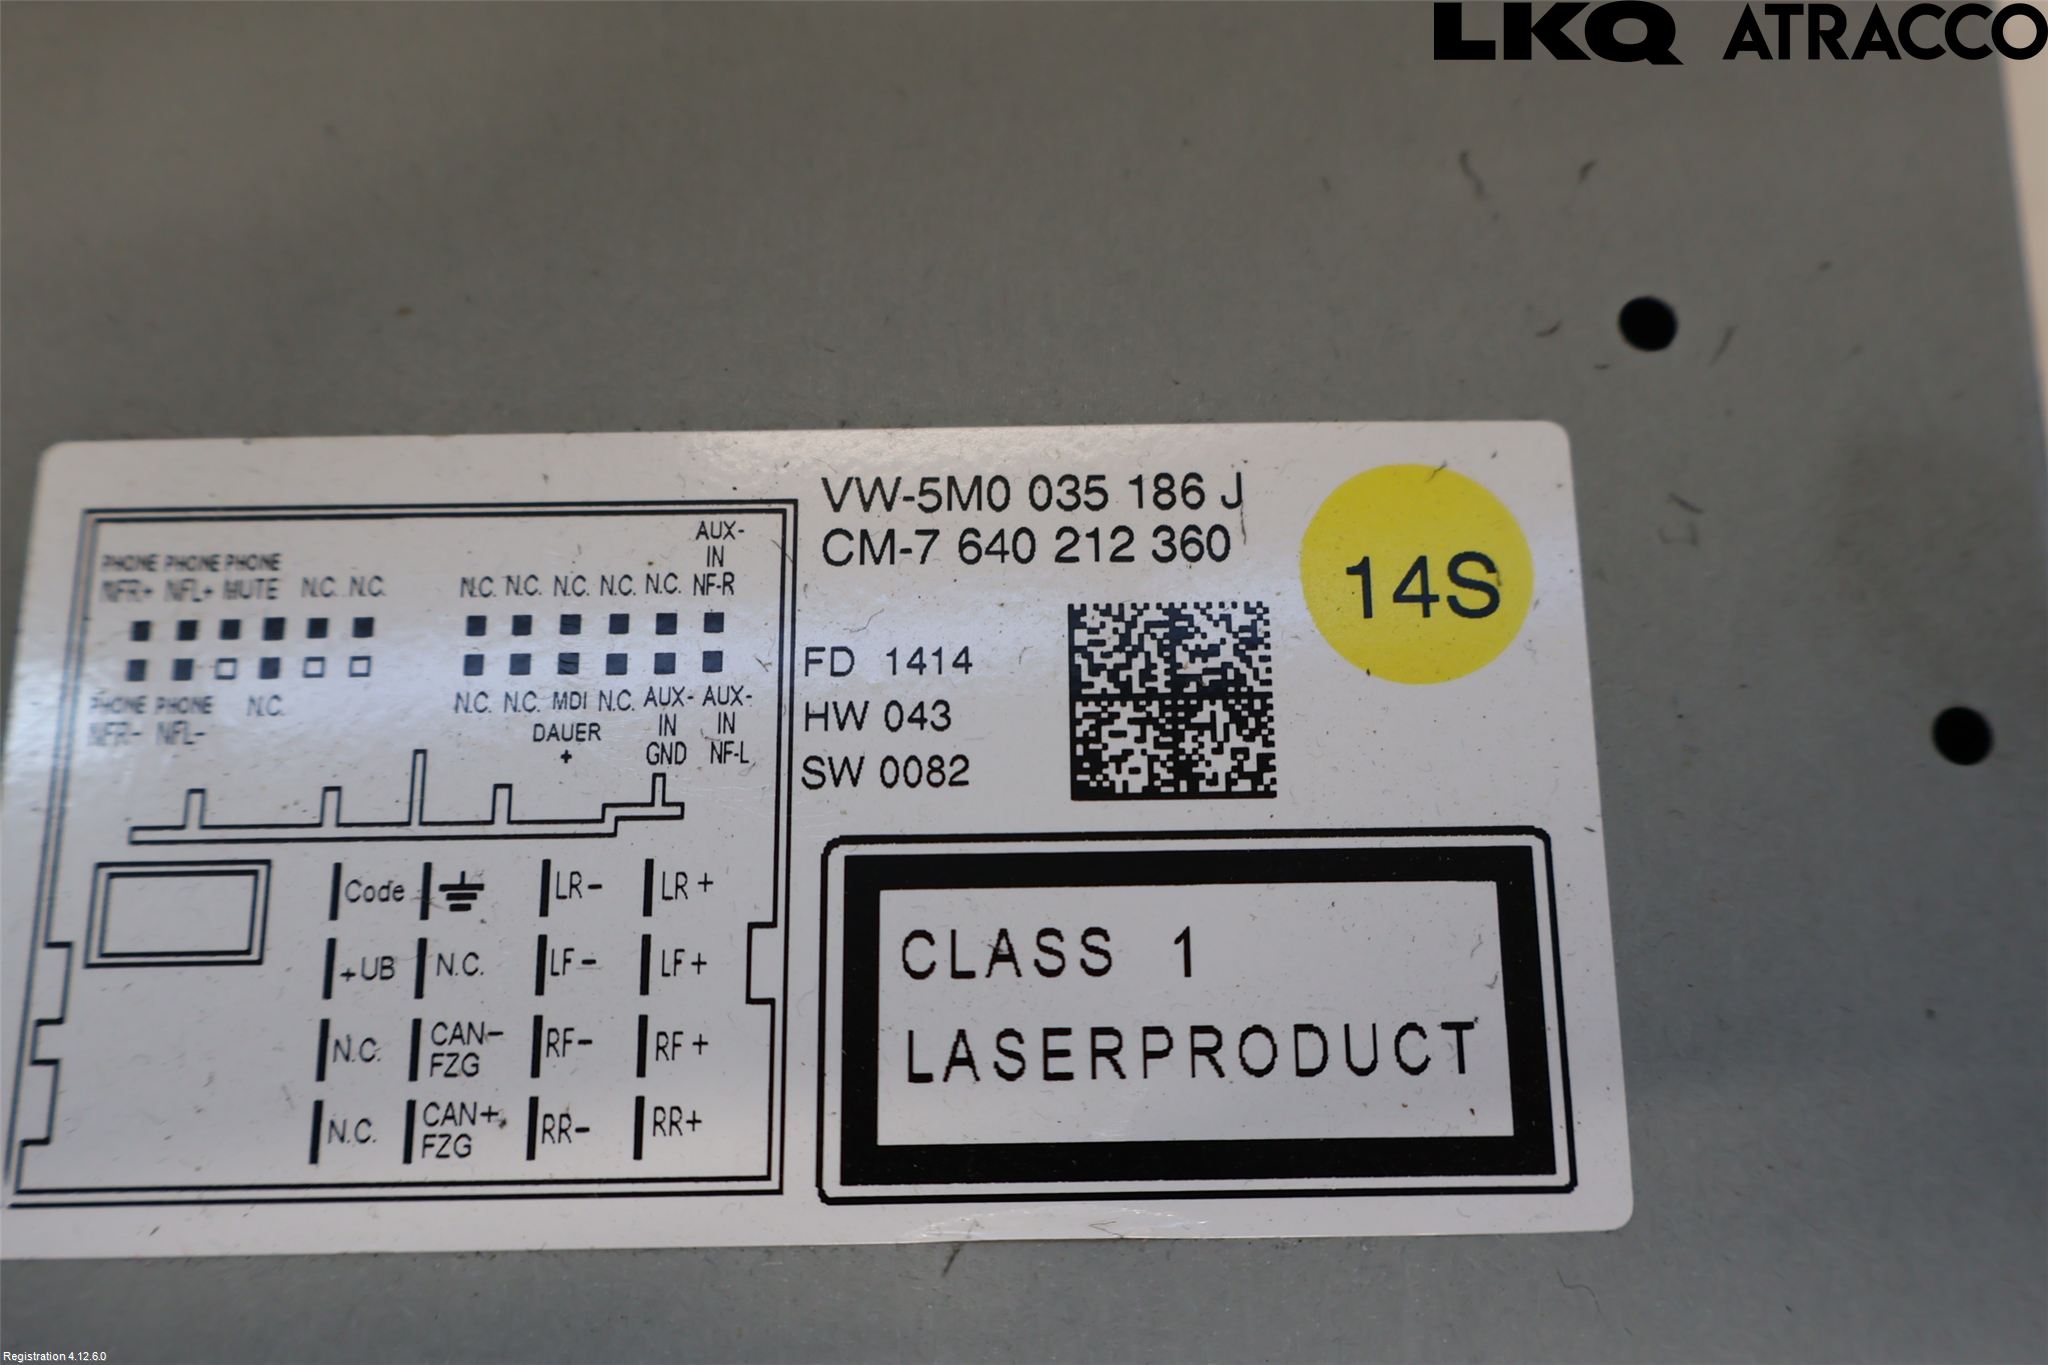 LKQ ATRACCO
VW-5M0 035 186 J
CM-7 640 212 360
14S
FD 1414
HW 043
SW 0082
CLASS 1
LASERPRODUCT
AUX-
PHONE PHONE PHONE IN
NFR+ NFL+ MUTE N.C. N.C. N.C. N.C. N.C. N.C. N.C. NF-R
PHONE PHONE N.C. N.C. N.C. MDI N.C. AUX- AUX-
NFR- NFL- DAUER IN IN
+ GND NF-L
Code LR- LR+
+UB N.C. LF- LF+
N.C. CAN- RF- RF+
FZG
N.C. CAN+ RR- RR+
FZG
Registration 4.12.6.0